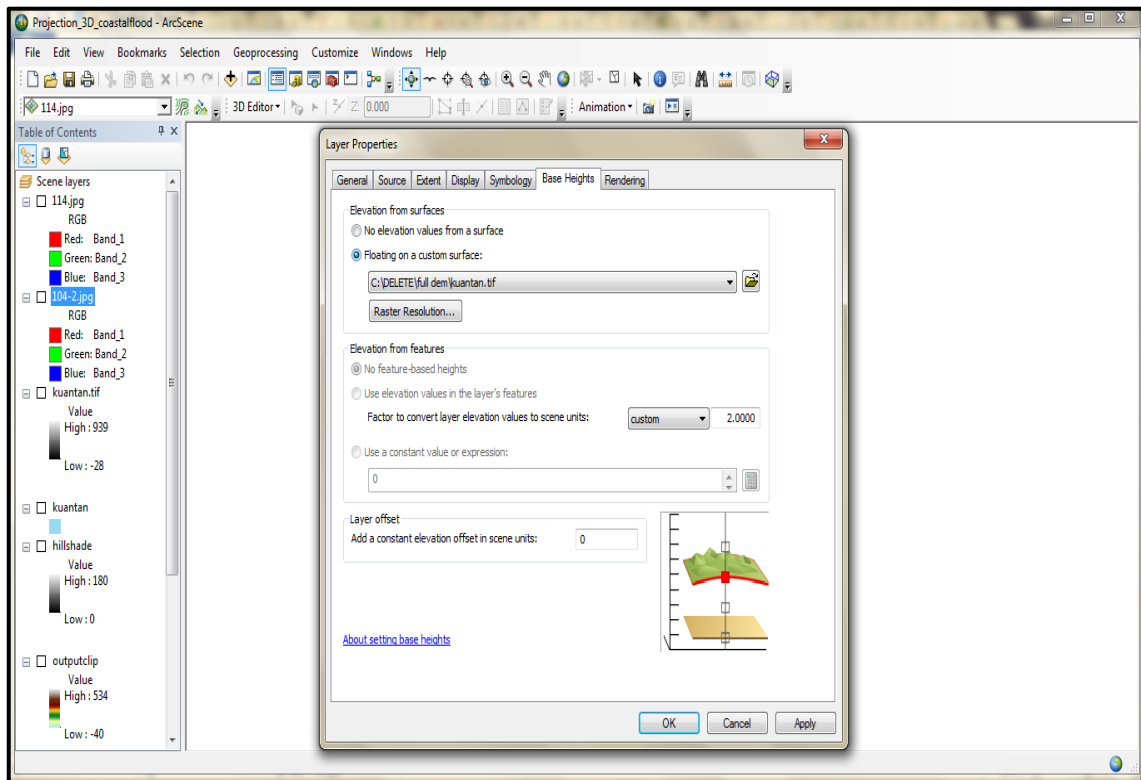 Projection_3D_coastalflood - ArcScene
File Edit View Bookmarks Selection Geoprocessing Customize Windows Help
114.jpg 3D Editor Z: 0.000 Animation
Table of Contents
Scene layers
114.jpg
RGB
Red: Band_1
Green: Band_2
Blue: Band_3
104-2.jpg
RGB
Red: Band_1
Green: Band_2
Blue: Band_3
kuantan.tif
Value
High : 939
Low : -28
kuantan
hillshade
Value
High : 180
Low : 0
outputclip
Value
High : 534
Low : -40
Layer Properties
General Source Extent Display Symbology Base Heights Rendering
Elevation from surfaces
No elevation values from a surface
Floating on a custom surface:
C:\DELETE\full dem\kuantan.tif
Raster Resolution...
Elevation from features
No feature-based heights
Use elevation values in the layer's features
Factor to convert layer elevation values to scene units: custom 2.0000
Use a constant value or expression:
0
Layer offset
Add a constant elevation offset in scene units: 0
About setting base heights
OK Cancel Apply